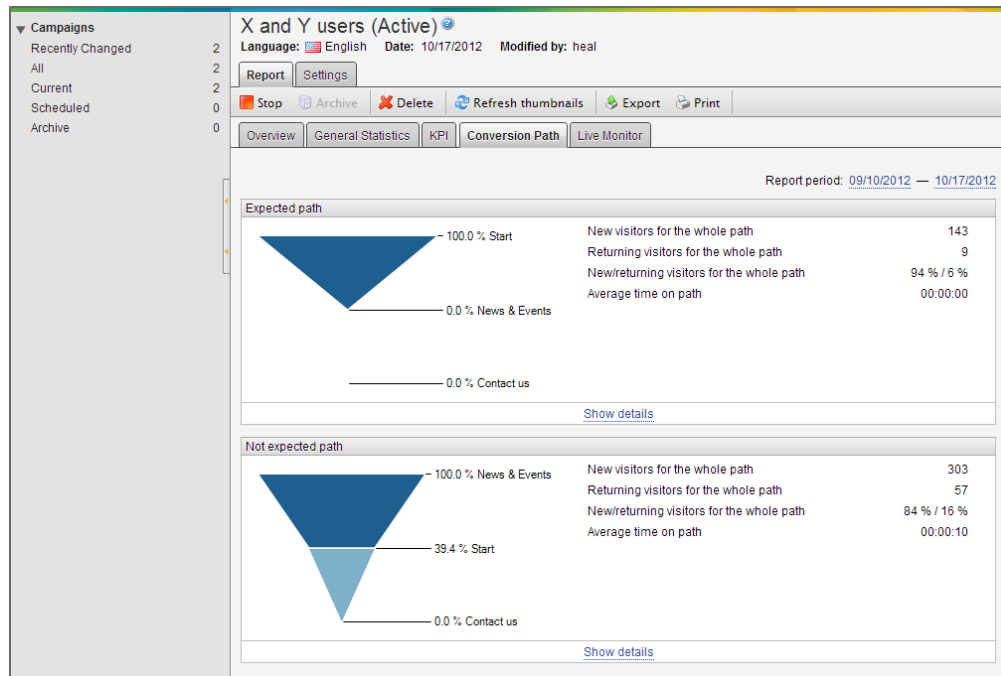 Campaigns
Recently Changed 2
All 2
Current 2
Scheduled 0
Archive 0
X and Y users (Active)
Language: English Date: 10/17/2012 Modified by: heal
Report Settings
Stop Archive Delete Refresh thumbnails Export Print
Overview General Statistics KPI Conversion Path Live Monitor
Report period: 09/10/2012 — 10/17/2012
Expected path
100.0 % Start
0.0 % News & Events
0.0 % Contact us
New visitors for the whole path 143
Returning visitors for the whole path 9
New/returning visitors for the whole path 94 % / 6 %
Average time on path 00:00:00
Show details
Not expected path
100.0 % News & Events
39.4 % Start
0.0 % Contact us
New visitors for the whole path 303
Returning visitors for the whole path 57
New/returning visitors for the whole path 84 % / 16 %
Average time on path 00:00:10
Show details